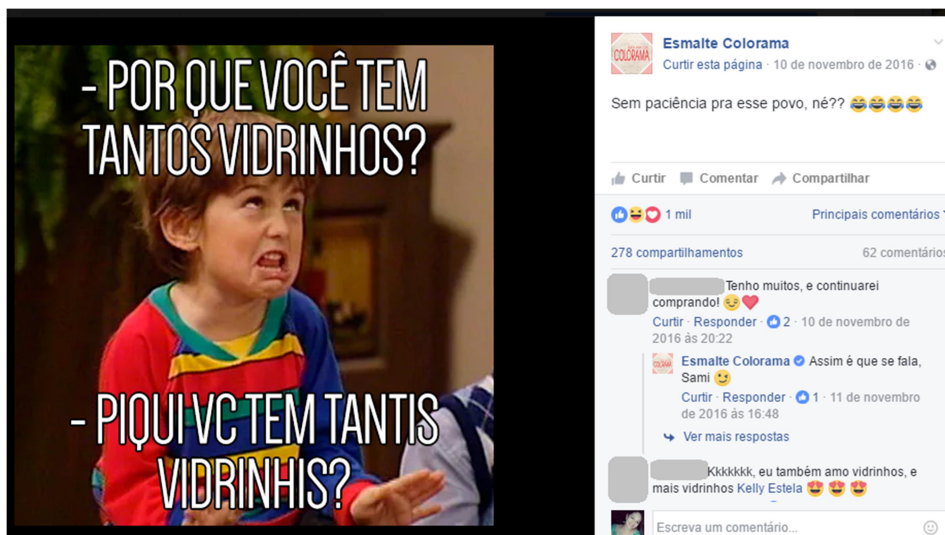 - POR QUE VOCÊ TEM
TANTOS VIDRINHOS?
- PIQUI VC TEM TANTIS
VIDRINHIS?
COLORAMA
Esmalte Colorama
Curtir esta página · 10 de novembro de 2016 ·
Sem paciência pra esse povo, né?? 😂😂😂😂
Curtir Comentar Compartilhar
1 mil Principais comentários
278 compartilhamentos 62 comentários
Tenho muitos, e continuarei
comprando! 😏❤
Curtir · Responder · 2 · 10 de novembro de
2016 às 20:22
COLORAMA
Esmalte Colorama Assim é que se fala,
Sami 😉
Curtir · Responder · 1 · 11 de novembro
de 2016 às 16:48
Ver mais respostas
Kkkkkkk, eu também amo vidrinhos, e
mais vidrinhos Kelly Estela 😍😍😍
Escreva um comentário...